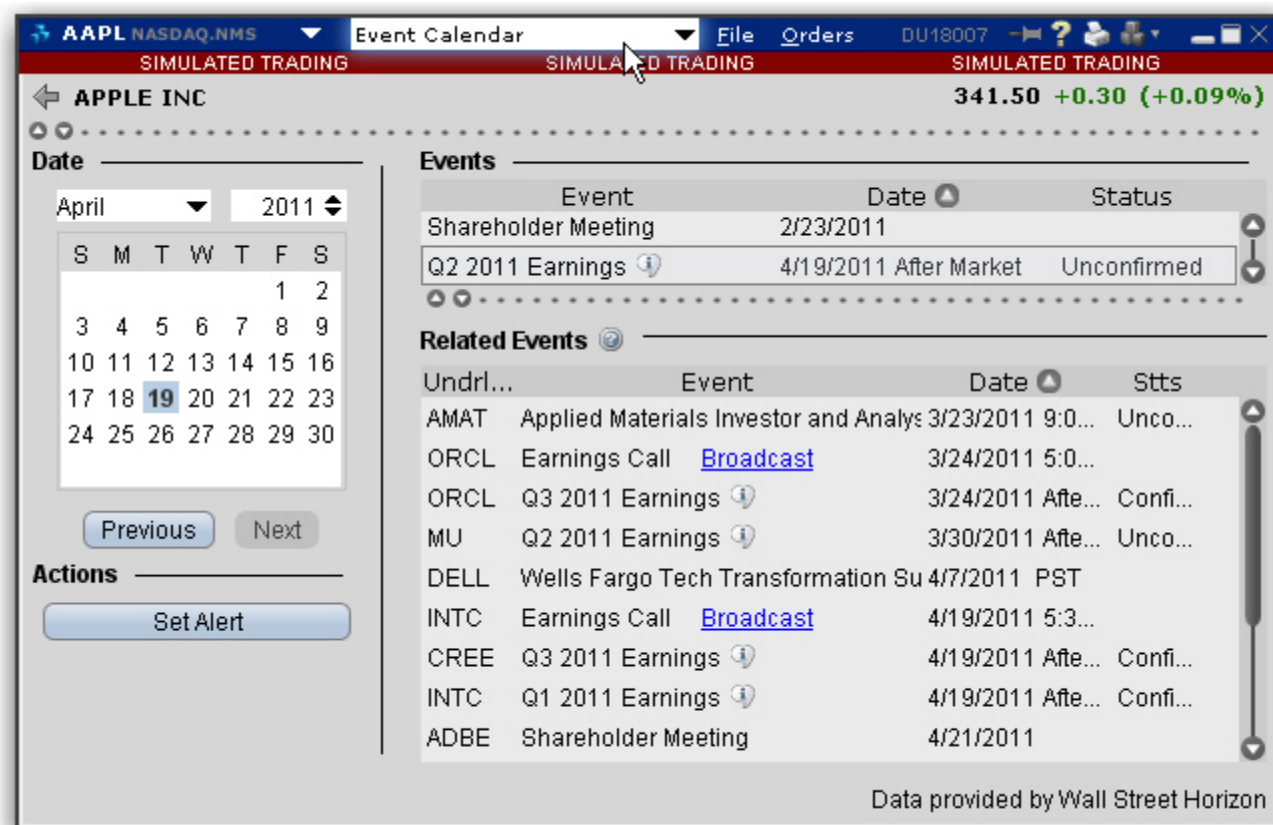 AAPL NASDAQ.NMS Event Calendar File Orders DU18007 ?
SIMULATED TRADING SIMULATED TRADING SIMULATED TRADING
APPLE INC 341.50 +0.30 (+0.09%)
Date
April 2011
S M T W T F S
1 2
3 4 5 6 7 8 9
10 11 12 13 14 15 16
17 18 19 20 21 22 23
24 25 26 27 28 29 30
Previous Next
Actions
Set Alert
Events
Event Date Status
Shareholder Meeting 2/23/2011
Q2 2011 Earnings i 4/19/2011 After Market Unconfirmed
Related Events ?
Undrl... Event Date Stts
AMAT Applied Materials Investor and Analys 3/23/2011 9:0... Unco...
ORCL Earnings Call Broadcast 3/24/2011 5:0...
ORCL Q3 2011 Earnings i 3/24/2011 Afte... Confi...
MU Q2 2011 Earnings i 3/30/2011 Afte... Unco...
DELL Wells Fargo Tech Transformation Su 4/7/2011 PST
INTC Earnings Call Broadcast 4/19/2011 5:3...
CREE Q3 2011 Earnings i 4/19/2011 Afte... Confi...
INTC Q1 2011 Earnings i 4/19/2011 Afte... Confi...
ADBE Shareholder Meeting 4/21/2011
Data provided by Wall Street Horizon